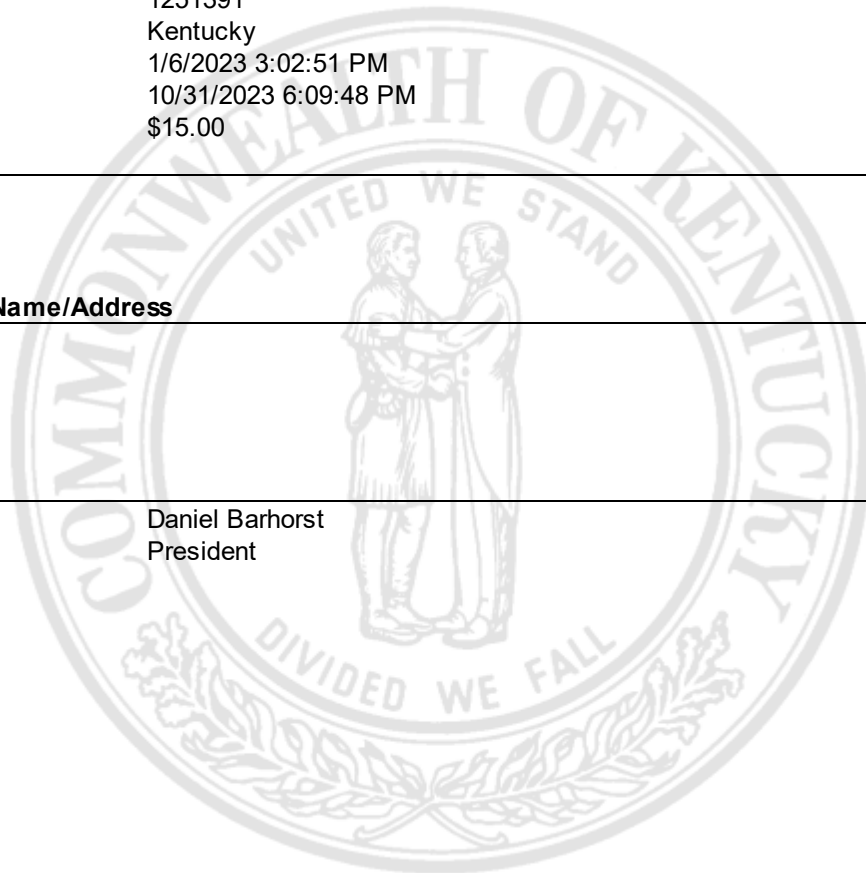 Kentucky
1/6/2023 3:02:51 PM
10/31/2023 6:09:48 PM
$15.00
COMMONWEALTH OF KENTUCKY
UNITED WE STAND
Name/Address
Daniel Barhorst
President
DIVIDED WE FALL